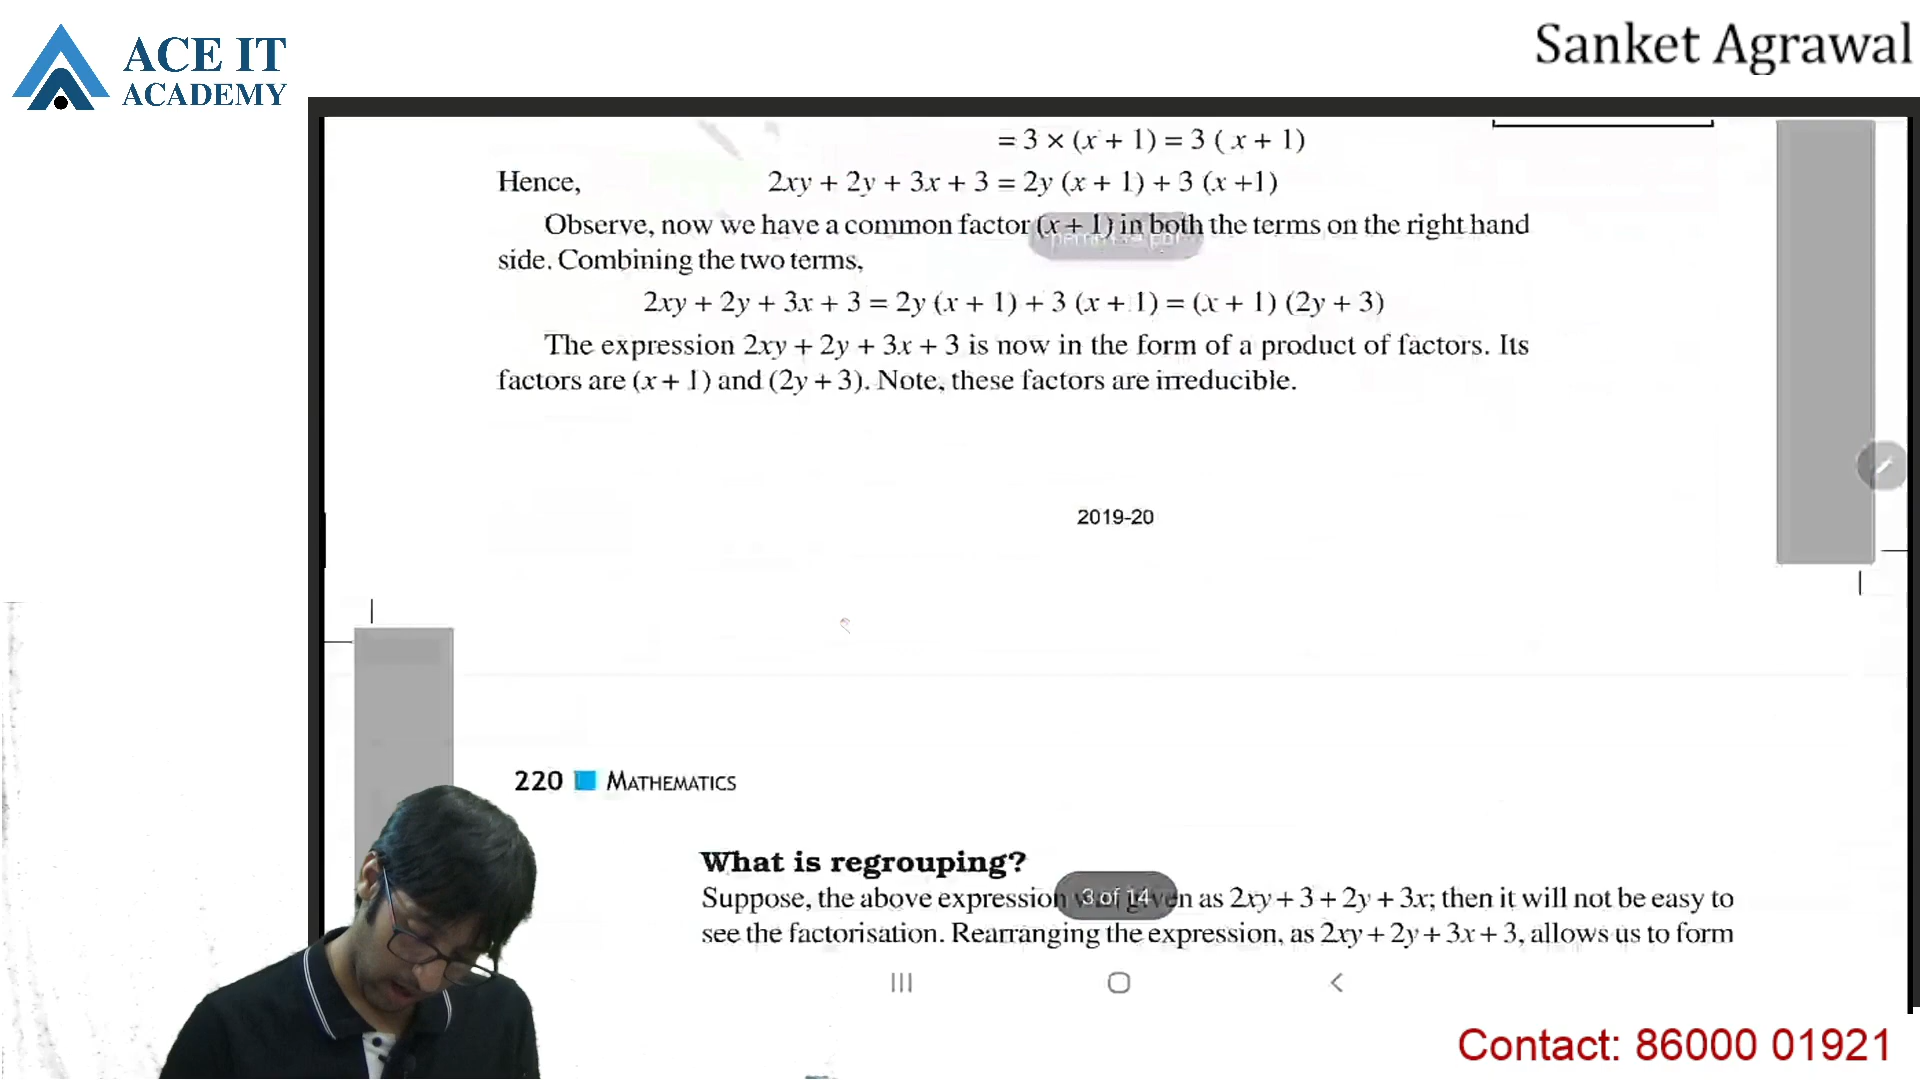 ACE IT
ACADEMY
Sanket Agrawal
= 3 × (x + 1) = 3 ( x + 1)
Hence, 2xy + 2y + 3x + 3 = 2y (x + 1) + 3 (x +1)
Observe, now we have a common factor (x + 1) in both the terms on the right hand
side. Combining the two terms,
2xy + 2y + 3x + 3 = 2y (x + 1) + 3 (x + 1) = (x + 1) (2y + 3)
The expression 2xy + 2y + 3x + 3 is now in the form of a product of factors. Its
factors are (x + 1) and (2y + 3). Note, these factors are irreducible.
2019-20
220 MATHEMATICS
What is regrouping?
Suppose, the above expression 3 of 14 as 2xy + 3 + 2y + 3x; then it will not be easy to
see the factorisation. Rearranging the expression, as 2xy + 2y + 3x + 3, allows us to form
Contact: 86000 01921